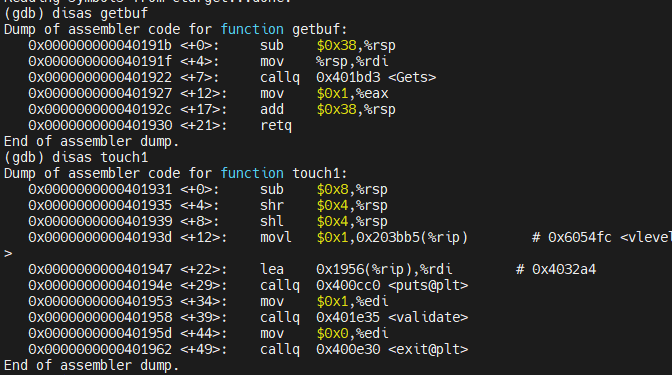 Reading symbols from ctarget...done.
(gdb) disas getbuf
Dump of assembler code for function getbuf:
   0x000000000040191b <+0>:     sub    $0x38,%rsp
   0x000000000040191f <+4>:     mov    %rsp,%rdi
   0x0000000000401922 <+7>:     callq  0x401bd3 <Gets>
   0x0000000000401927 <+12>:    mov    $0x1,%eax
   0x000000000040192c <+17>:    add    $0x38,%rsp
   0x0000000000401930 <+21>:    retq
End of assembler dump.
(gdb) disas touch1
Dump of assembler code for function touch1:
   0x0000000000401931 <+0>:     sub    $0x8,%rsp
   0x0000000000401935 <+4>:     shr    $0x4,%rsp
   0x0000000000401939 <+8>:     shl    $0x4,%rsp
   0x000000000040193d <+12>:    movl   $0x1,0x203bb5(%rip)        # 0x6054fc <vlevel
>
   0x0000000000401947 <+22>:    lea    0x1956(%rip),%rdi        # 0x4032a4
   0x000000000040194e <+29>:    callq  0x400cc0 <puts@plt>
   0x0000000000401953 <+34>:    mov    $0x1,%edi
   0x0000000000401958 <+39>:    callq  0x401e35 <validate>
   0x000000000040195d <+44>:    mov    $0x0,%edi
   0x0000000000401962 <+49>:    callq  0x400e30 <exit@plt>
End of assembler dump.